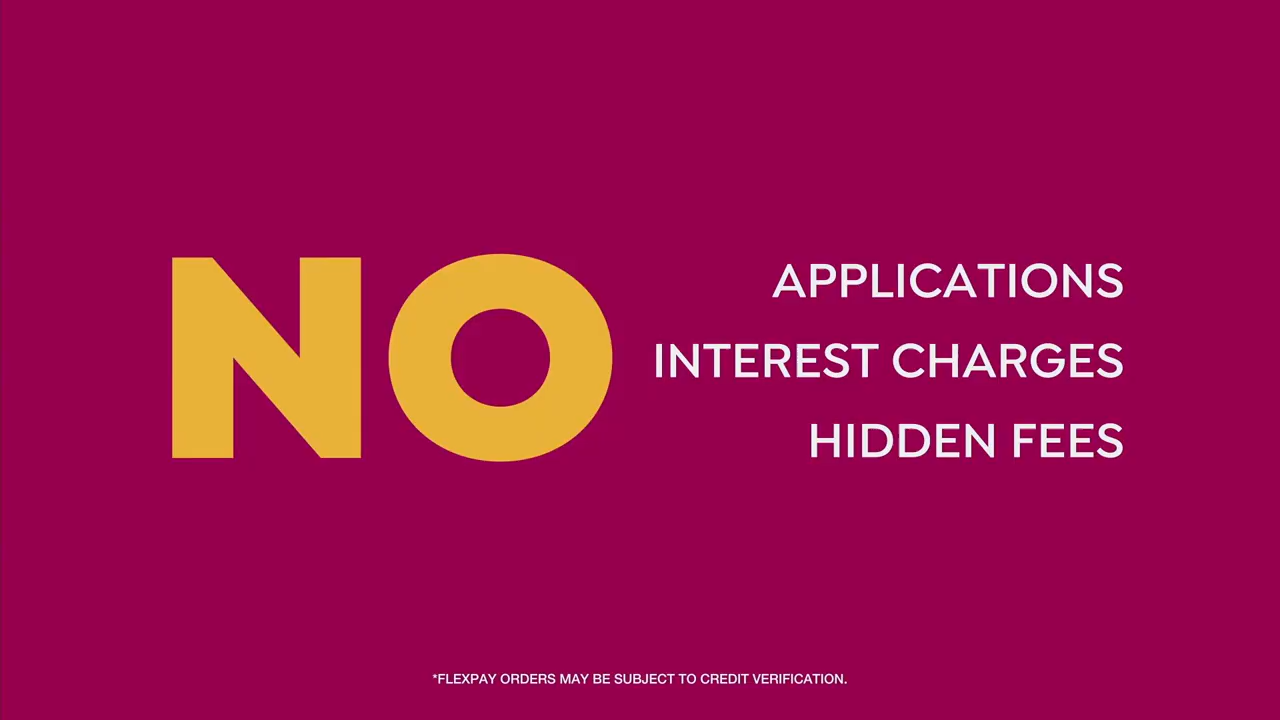 NO
APPLICATIONS
INTEREST CHARGES
HIDDEN FEES
*FLEXPAY ORDERS MAY BE SUBJECT TO CREDIT VERIFICATION.